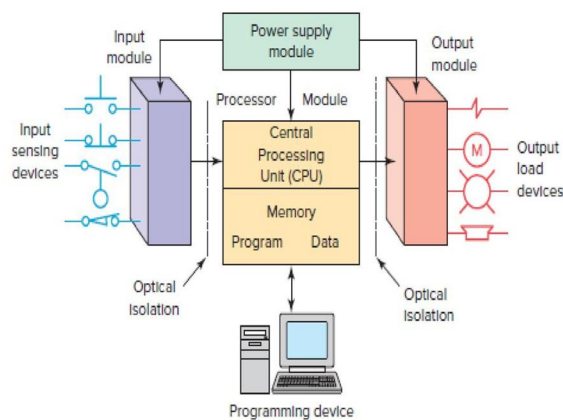 Power supply
module
Input
module
Output
module
Processor
Module
Input
sensing
devices
Central
Processing
Unit (CPU)
Memory
Program
Data
M
Output
load
devices
Optical
isolation
Optical
isolation
Programming device